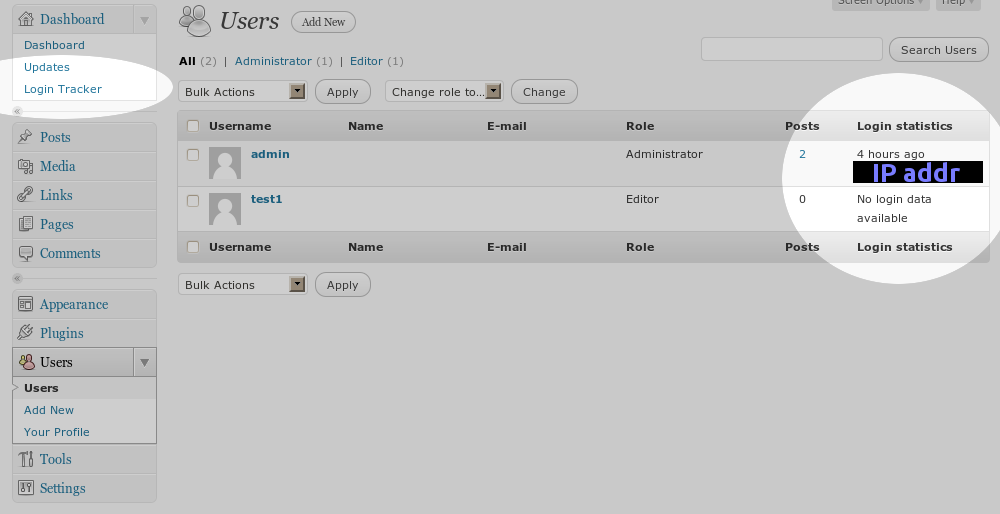 Dashboard
Dashboard
Updates
Login Tracker
Posts
Media
Links
Pages
Comments
Appearance
Plugins
Users
Users
Add New
Your Profile
Tools
Settings
Screen Options Help
Users Add New
All (2) | Administrator (1) | Editor (1)
Search Users
Bulk Actions Apply Change role to... Change
Username Name E-mail Role Posts Login statistics
admin Administrator 2 4 hours ago
IP addr
test1 Editor 0 No login data
available
Username Name E-mail Role Posts Login statistics
Bulk Actions Apply